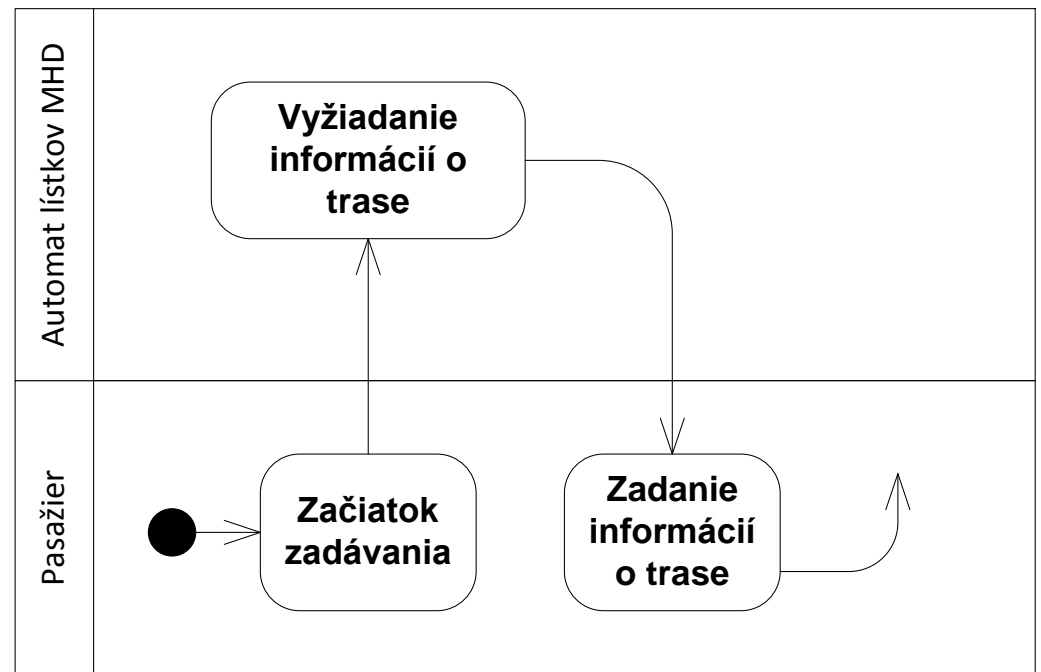 Automat lístkov MHD
Vyžiadanie
informácií o
trase
Pasažier
Začiatok
zadávania
Zadanie
informácií
o trase